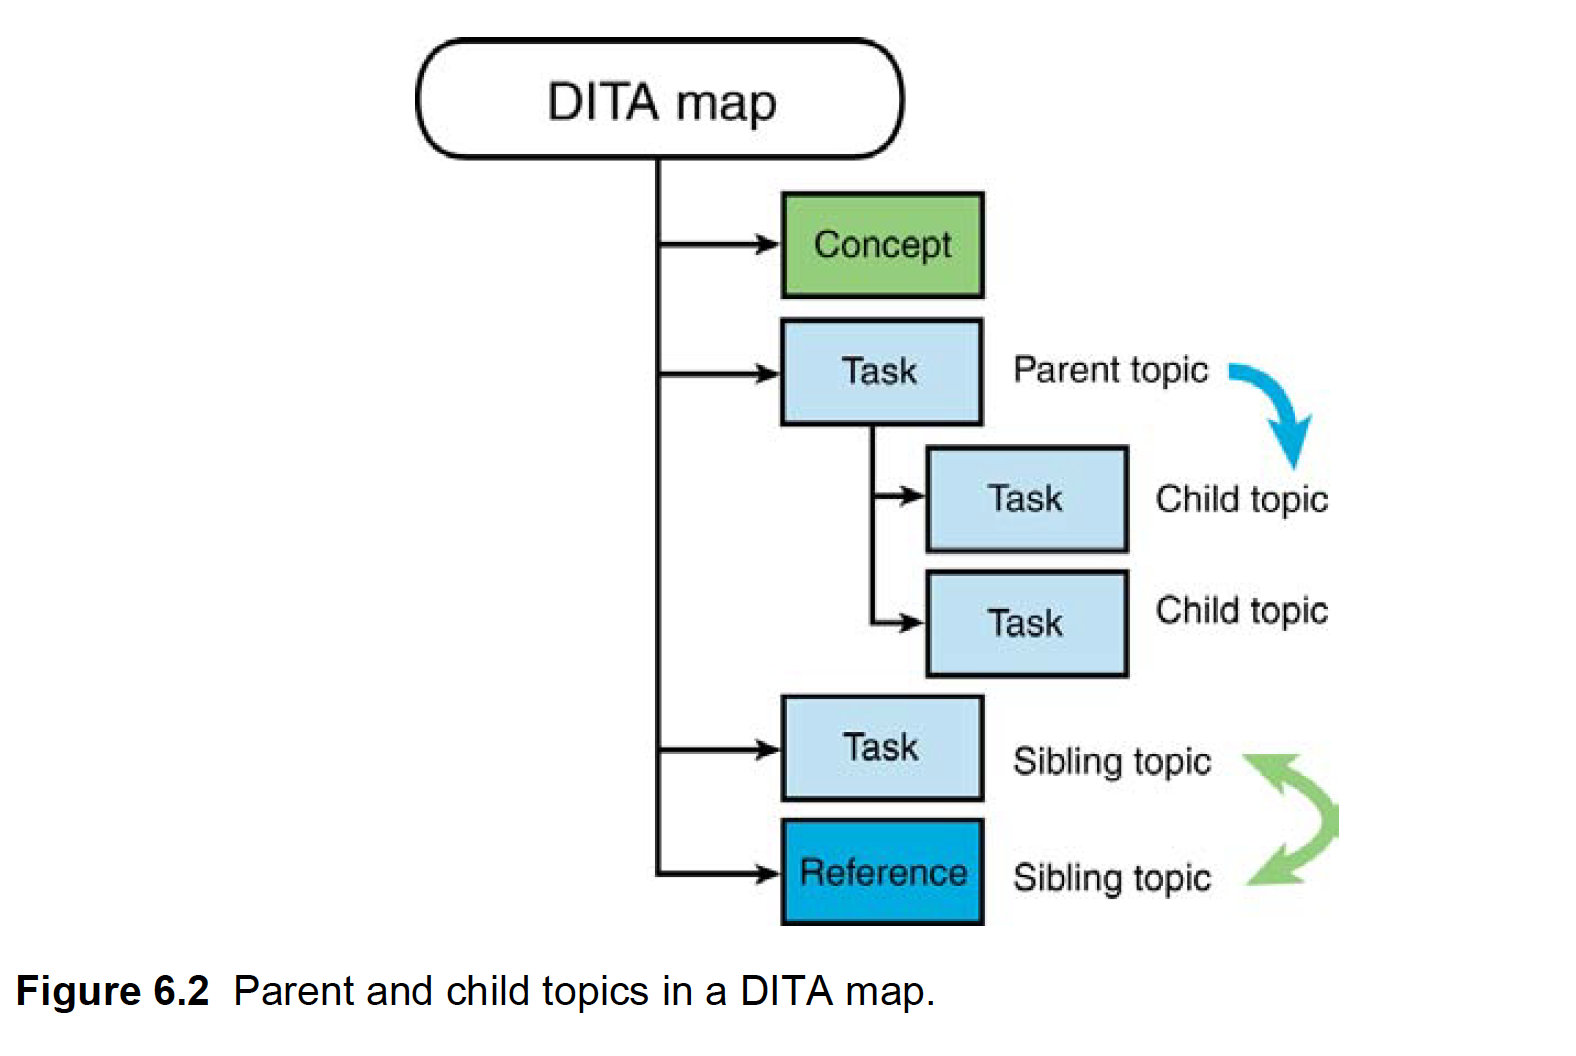 DITA map
Concept
Task Parent topic
Task Child topic
Task Child topic
Task Sibling topic
Reference Sibling topic
Figure 6.2 Parent and child topics in a DITA map.